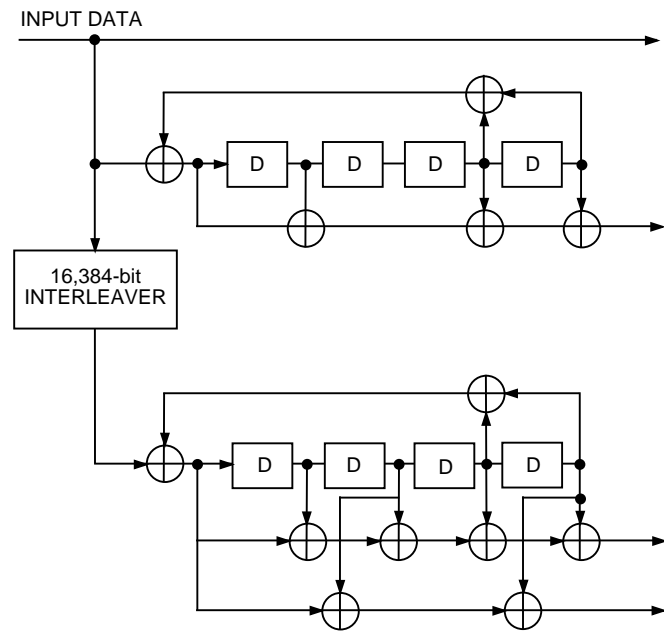 INPUT DATA
D D D D
16,384-bit
INTERLEAVER
D D D D